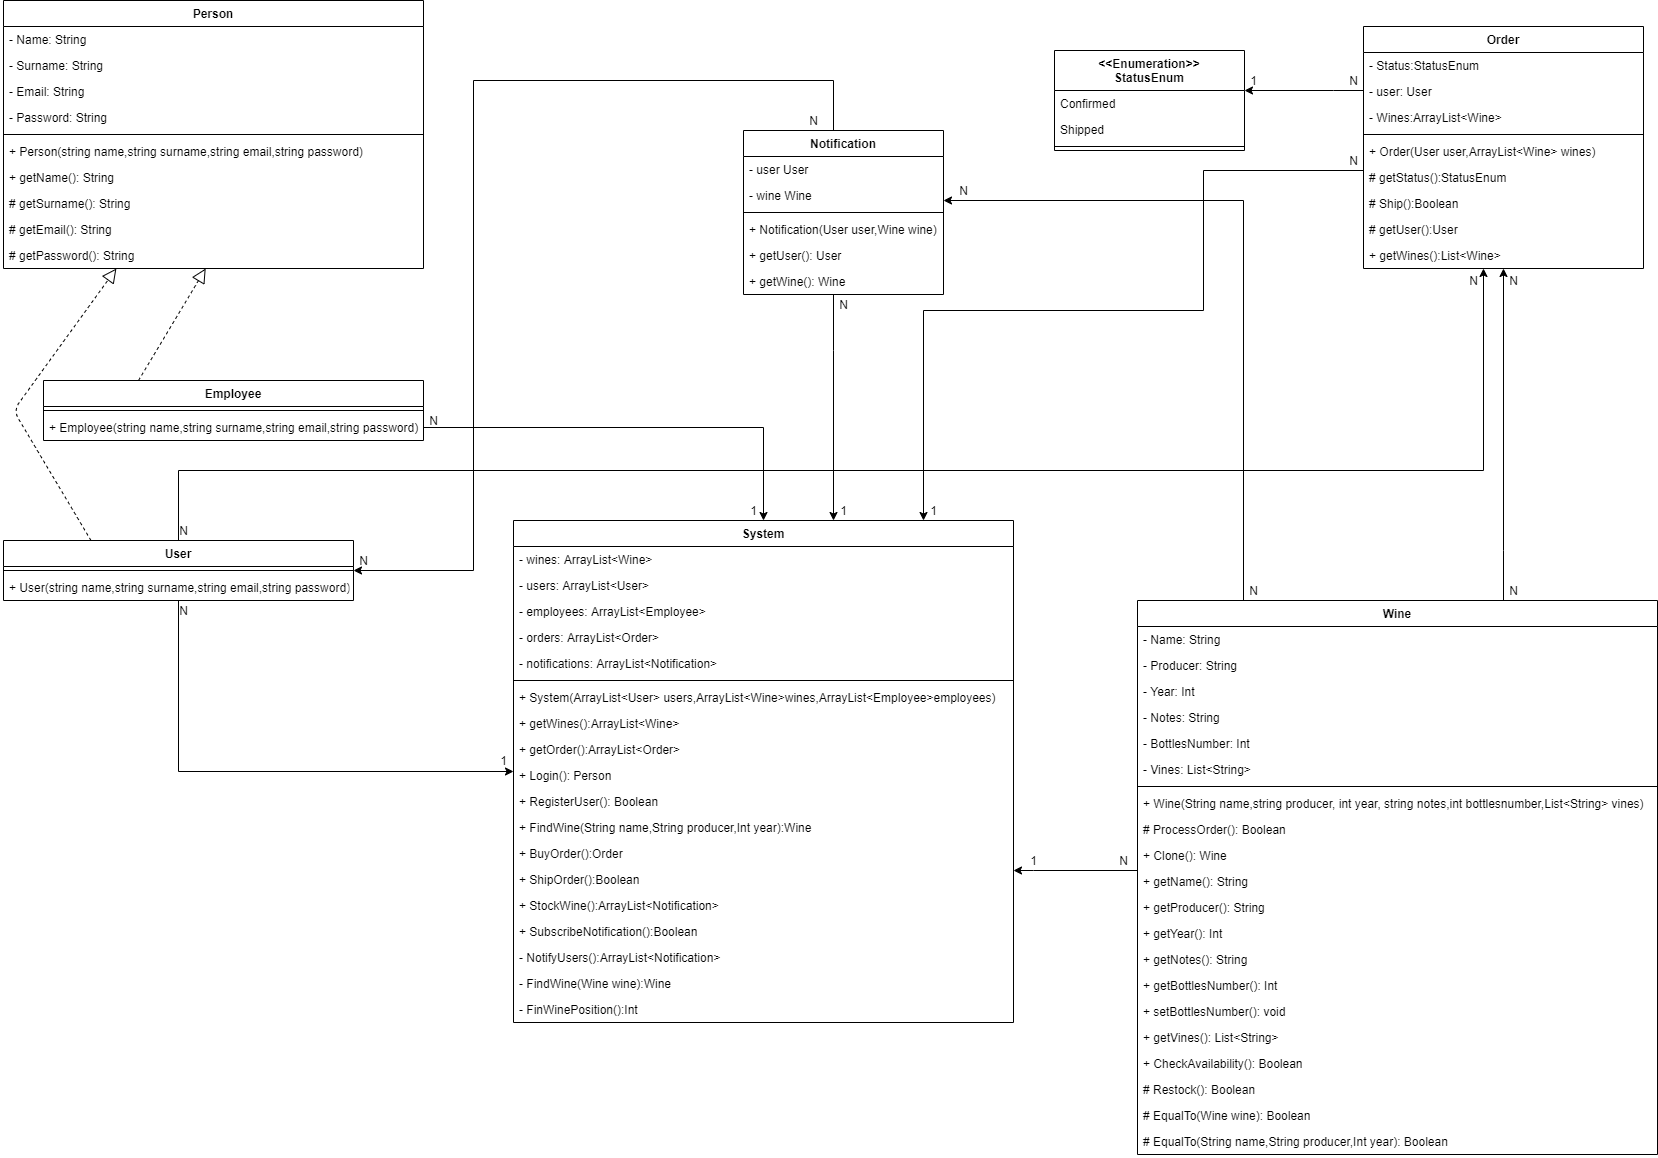 Person
- Name: String
- Surname: String
- Email: String
- Password: String
+ Person(string name,string surname,string email,string password)
+ getName(): String
# getSurname(): String
# getEmail(): String
# getPassword(): String
<<Enumeration>>
StatusEnum
Confirmed
Shipped
1
N
Order
- Status:StatusEnum
- user: User
- Wines:ArrayList<Wine>
+ Order(User user,ArrayList<Wine> wines)
# getStatus():StatusEnum
# Ship():Boolean
# getUser():User
+ getWines():List<Wine>
N
N
N
N
Notification
- user User
- wine Wine
+ Notification(User user,Wine wine)
+ getUser(): User
+ getWine(): Wine
N
N
Employee
+ Employee(string name,string surname,string email,string password)
N
N
User
+ User(string name,string surname,string email,string password)
N
N
1
1
1
System
- wines: ArrayList<Wine>
- users: ArrayList<User>
- employees: ArrayList<Employee>
- orders: ArrayList<Order>
- notifications: ArrayList<Notification>
+ System(ArrayList<User> users,ArrayList<Wine>wines,ArrayList<Employee>employees)
+ getWines():ArrayList<Wine>
+ getOrder():ArrayList<Order>
+ Login(): Person
+ RegisterUser(): Boolean
+ FindWine(String name,String producer,Int year):Wine
+ BuyOrder():Order
+ ShipOrder():Boolean
+ StockWine():ArrayList<Notification>
+ SubscribeNotification():Boolean
- NotifyUsers():ArrayList<Notification>
- FindWine(Wine wine):Wine
- FinWinePosition():Int
1
1
N
N
N
Wine
- Name: String
- Producer: String
- Year: Int
- Notes: String
- BottlesNumber: Int
- Vines: List<String>
+ Wine(String name,string producer, int year, string notes,int bottlesnumber,List<String> vines)
# ProcessOrder(): Boolean
+ Clone(): Wine
+ getName(): String
+ getProducer(): String
+ getYear(): Int
+ getNotes(): String
+ getBottlesNumber(): Int
+ setBottlesNumber(): void
+ getVines(): List<String>
+ CheckAvailability(): Boolean
# Restock(): Boolean
# EqualTo(Wine wine): Boolean
# EqualTo(String name,String producer,Int year): Boolean